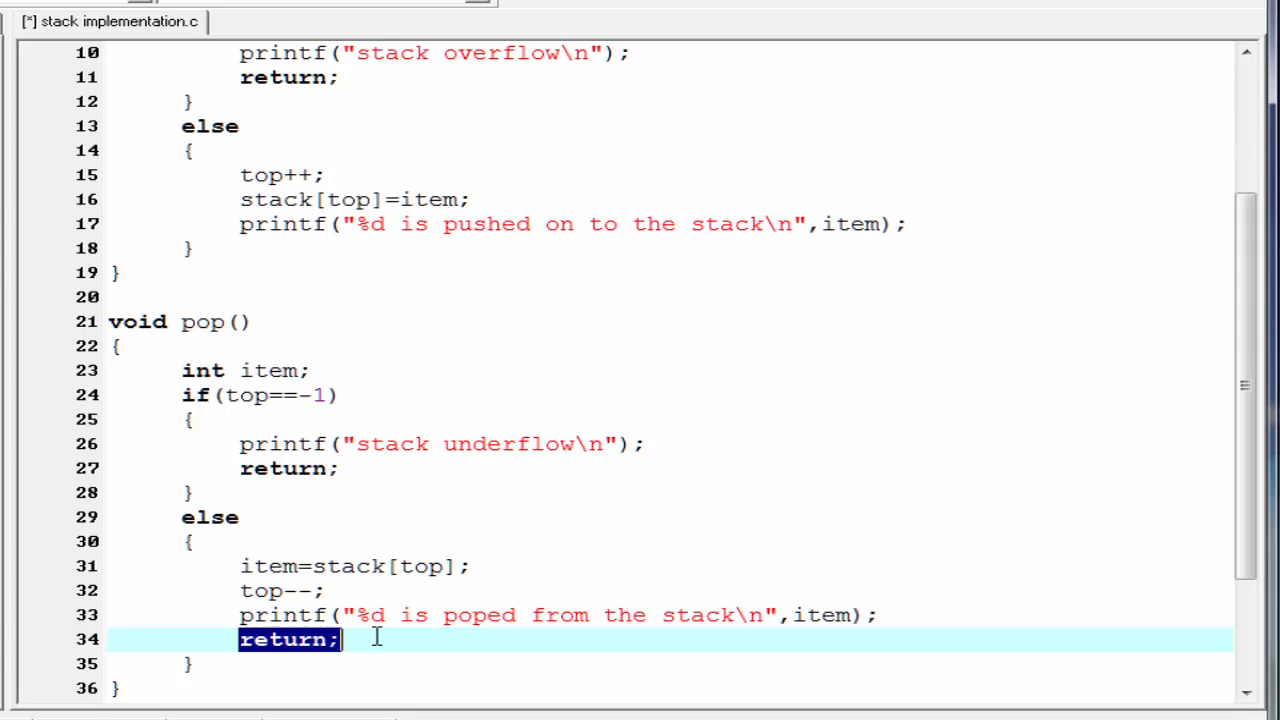 [*] stack implementation.c
10 printf("stack overflow\n");
11 return;
12 }
13 else
14 {
15 top++;
16 stack[top]=item;
17 printf("%d is pushed on to the stack\n",item);
18 }
19 }
20
21 void pop()
22 {
23 int item;
24 if(top==-1)
25 {
26 printf("stack underflow\n");
27 return;
28 }
29 else
30 {
31 item=stack[top];
32 top--;
33 printf("%d is poped from the stack\n",item);
34 return;
35 }
36 }